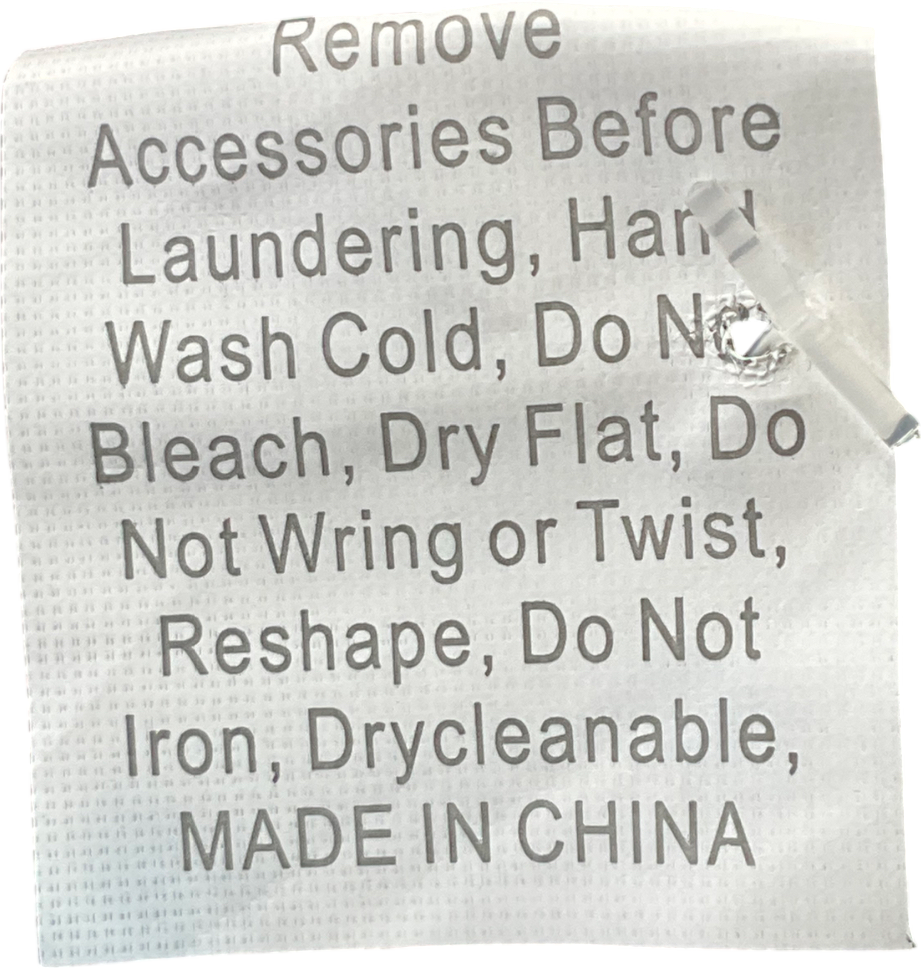 Remove
Accessories Before
Laundering, Hand
Wash Cold, Do
Bleach, Dry Flat, Do
Not Wring or Twist,
Reshape, Do Not
Iron, Drycleanable,
MADE IN CHINA